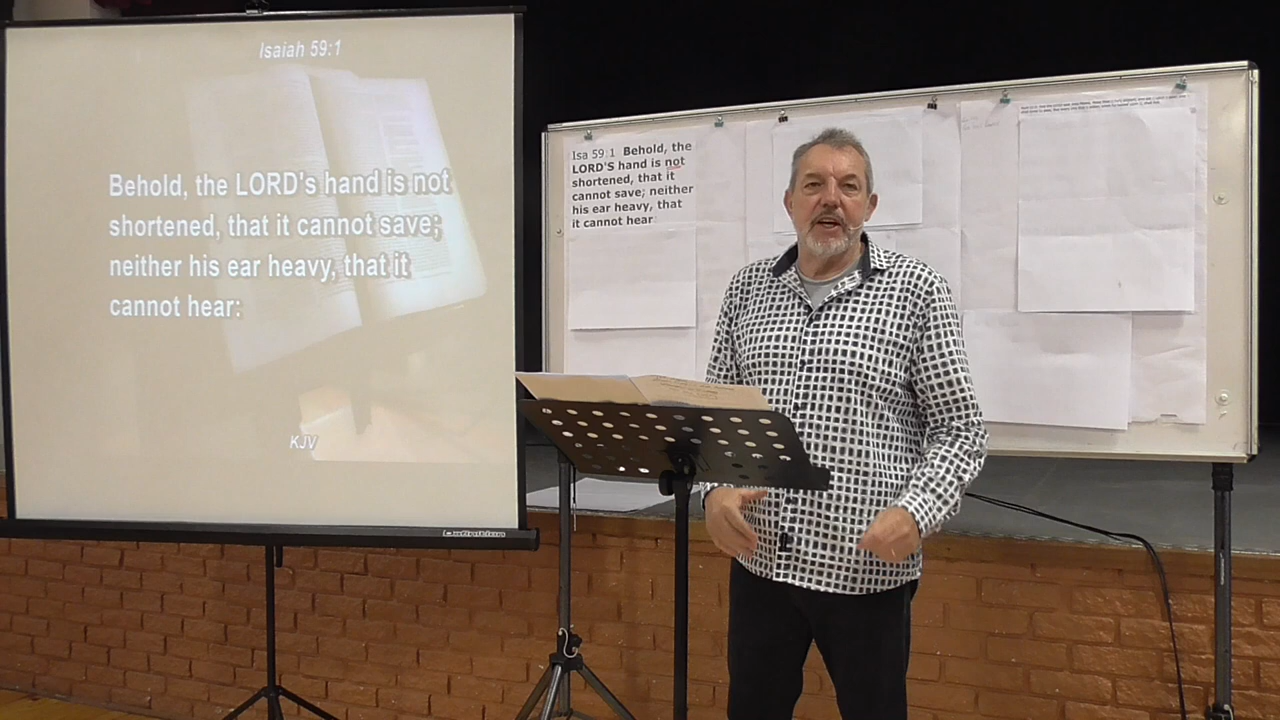 Isaiah 59:1
Behold, the LORD's hand is not
shortened, that it cannot save;
neither his ear heavy, that it
cannot hear:
KJV
Isa 59 1 Behold, the
LORD'S hand is not
shortened, that it
cannot save; neither
his ear heavy, that
it cannot hear